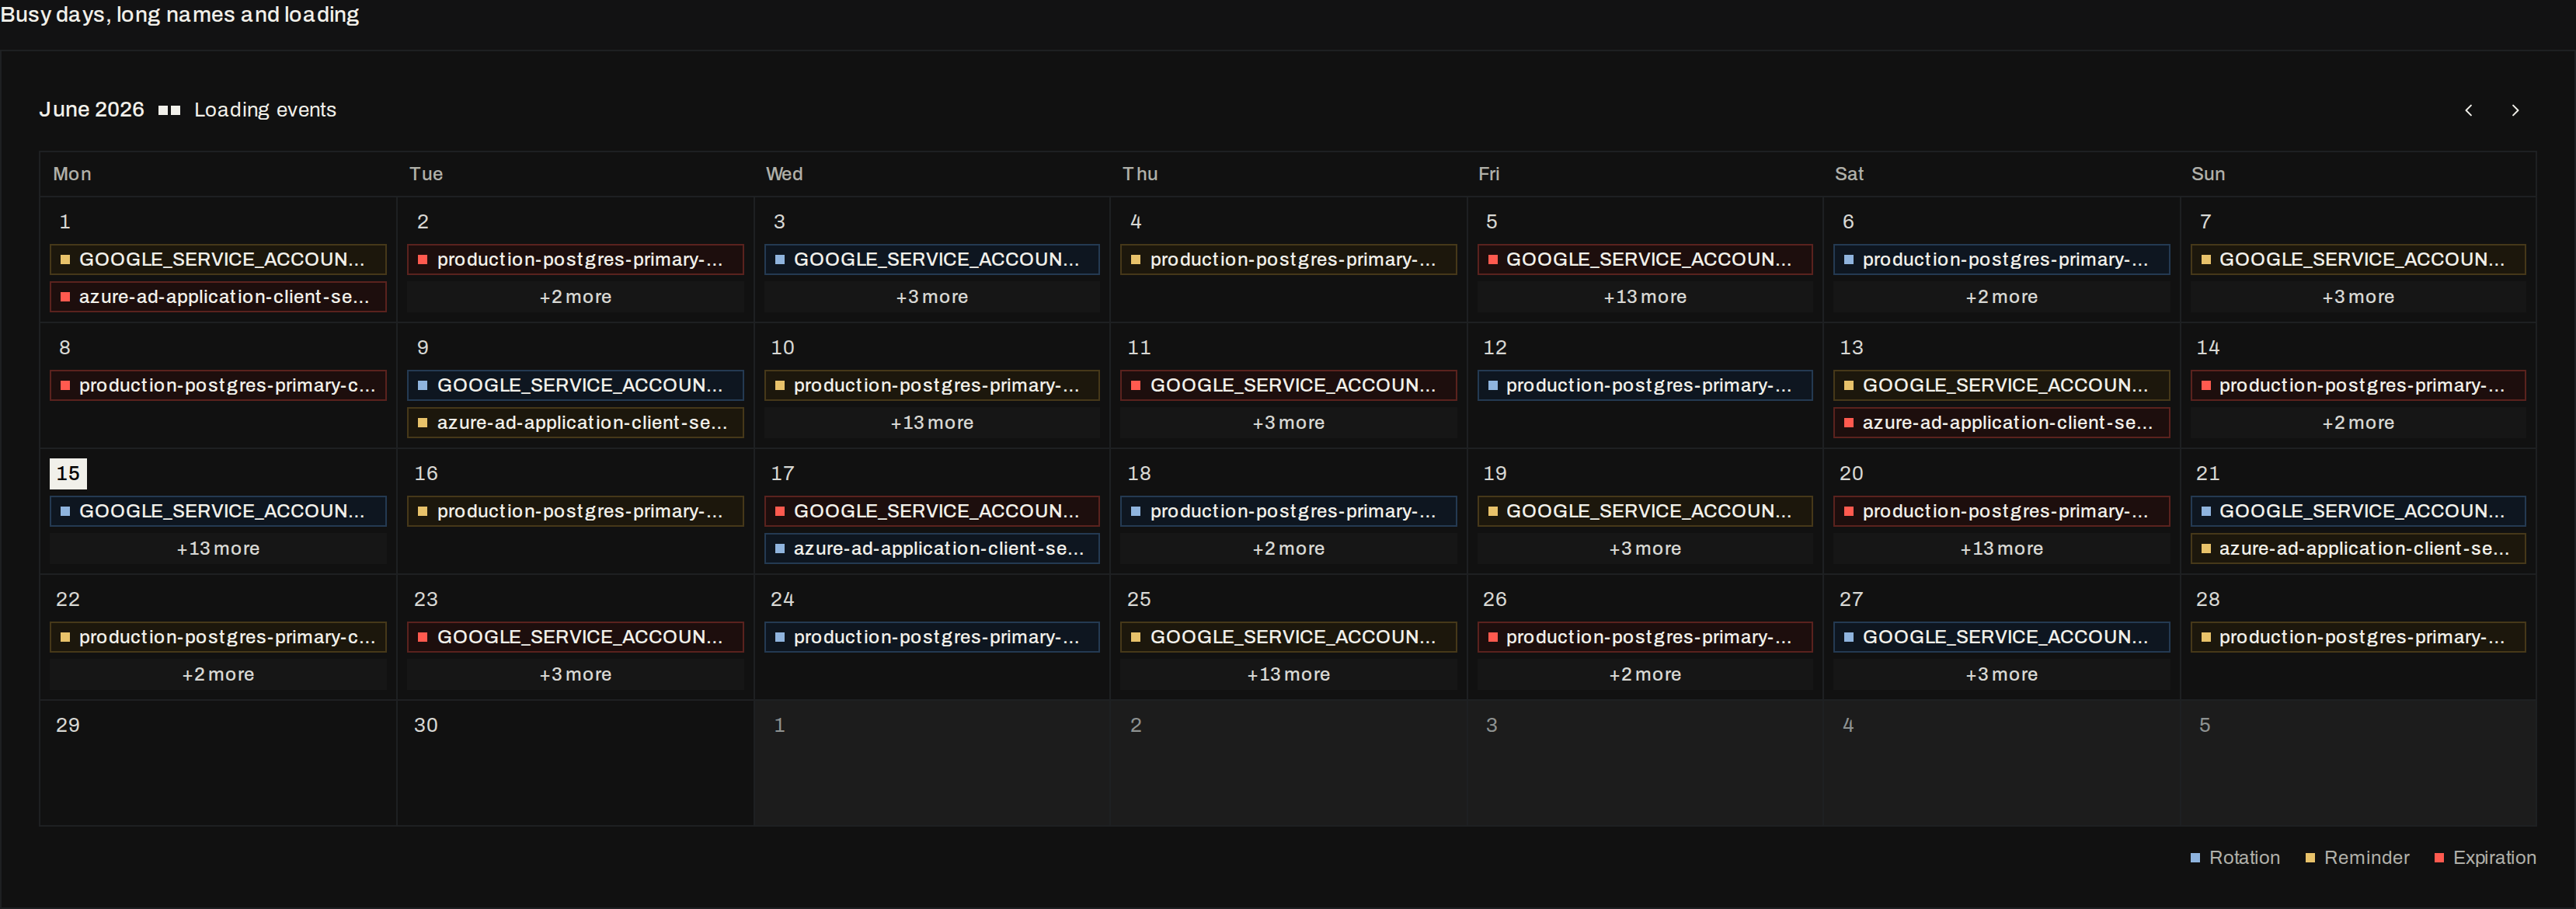 Busy days, long names and loading
June 2026 Loading events
Mon Tue Wed Thu Fri Sat Sun
1 2 3 4 5 6 7
GOOGLE_SERVICE_ACCOUN... production-postgres-primary-... GOOGLE_SERVICE_ACCOUN... production-postgres-primary-... GOOGLE_SERVICE_ACCOUN... production-postgres-primary-... GOOGLE_SERVICE_ACCOUN...
azure-ad-application-client-se... +2 more +3 more +13 more +2 more +3 more
8 9 10 11 12 13 14
production-postgres-primary-c... GOOGLE_SERVICE_ACCOUN... production-postgres-primary-... GOOGLE_SERVICE_ACCOUN... production-postgres-primary-... GOOGLE_SERVICE_ACCOUN... production-postgres-primary-...
azure-ad-application-client-se... +13 more +3 more azure-ad-application-client-se... +2 more
15 16 17 18 19 20 21
GOOGLE_SERVICE_ACCOUN... production-postgres-primary-... GOOGLE_SERVICE_ACCOUN... production-postgres-primary-... GOOGLE_SERVICE_ACCOUN... production-postgres-primary-... GOOGLE_SERVICE_ACCOUN...
+13 more azure-ad-application-client-se... +2 more +3 more +13 more azure-ad-application-client-se...
22 23 24 25 26 27 28
production-postgres-primary-c... GOOGLE_SERVICE_ACCOUN... production-postgres-primary-... GOOGLE_SERVICE_ACCOUN... production-postgres-primary-... GOOGLE_SERVICE_ACCOUN... production-postgres-primary-...
+2 more +3 more +13 more +2 more +3 more
29 30 1 2 3 4 5
Rotation Reminder Expiration